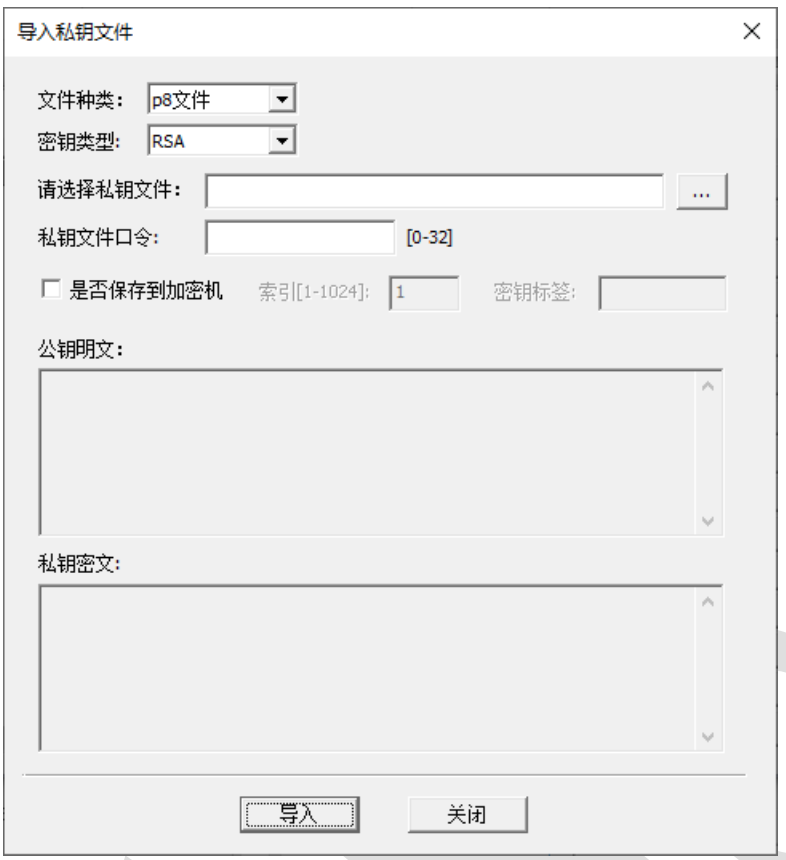 导入私钥文件
文件种类： p8文件
密钥类型: RSA
请选择私钥文件： ...
私钥文件口令: [0-32]
是否保存到加密机 索引[1-1024]: 1 密钥标签:
公钥明文：
私钥密文:
导入 关闭